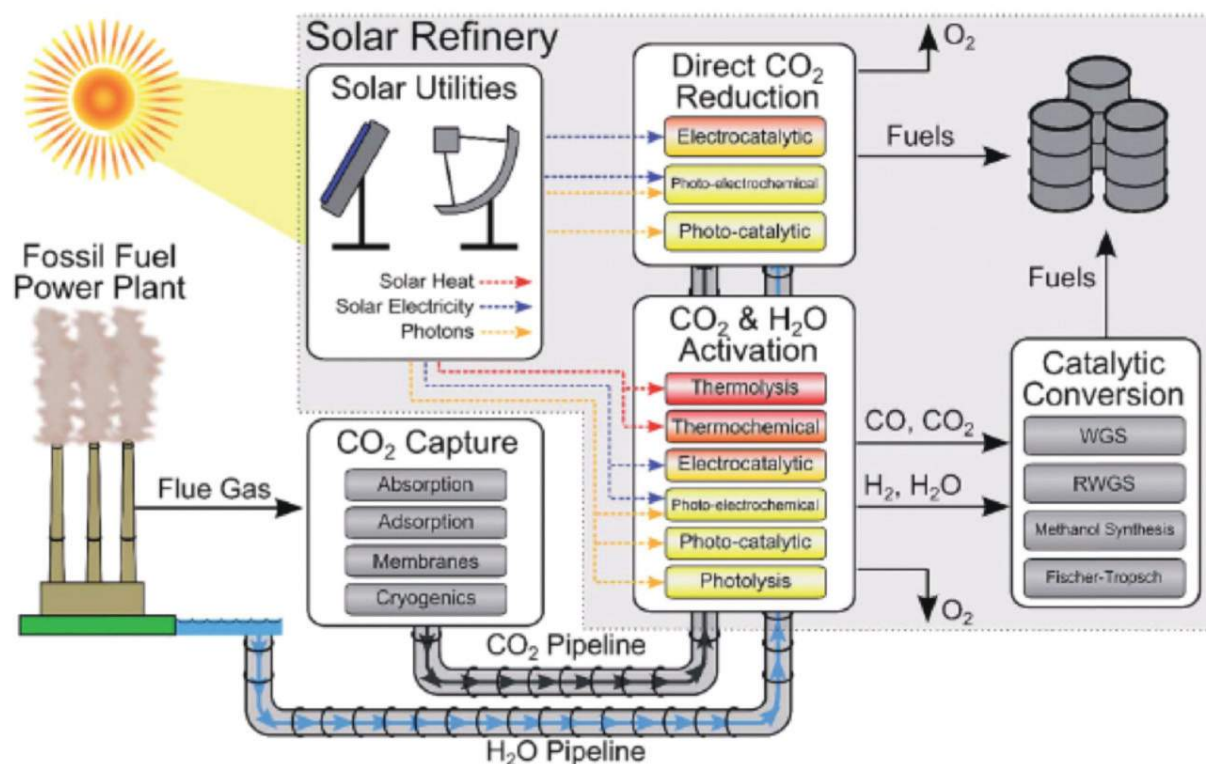 Solar Refinery
Solar Utilities
Solar Heat
Solar Electricity
Photons
Direct CO₂
Reduction
Electrocatalytic
Photo-electrochemical
Photo-catalytic
O₂
Fuels
Fossil Fuel
Power Plant
Flue Gas
CO₂ Capture
Absorption
Adsorption
Membranes
Cryogenics
CO₂ & H₂O
Activation
Thermolysis
Thermochemical
Electrocatalytic
Photo-electrochemical
Photo-catalytic
Photolysis
CO, CO₂
H₂, H₂O
O₂
Fuels
Catalytic
Conversion
WGS
RWGS
Methanol Synthesis
Fischer-Tropsch
CO₂ Pipeline
H₂O Pipeline